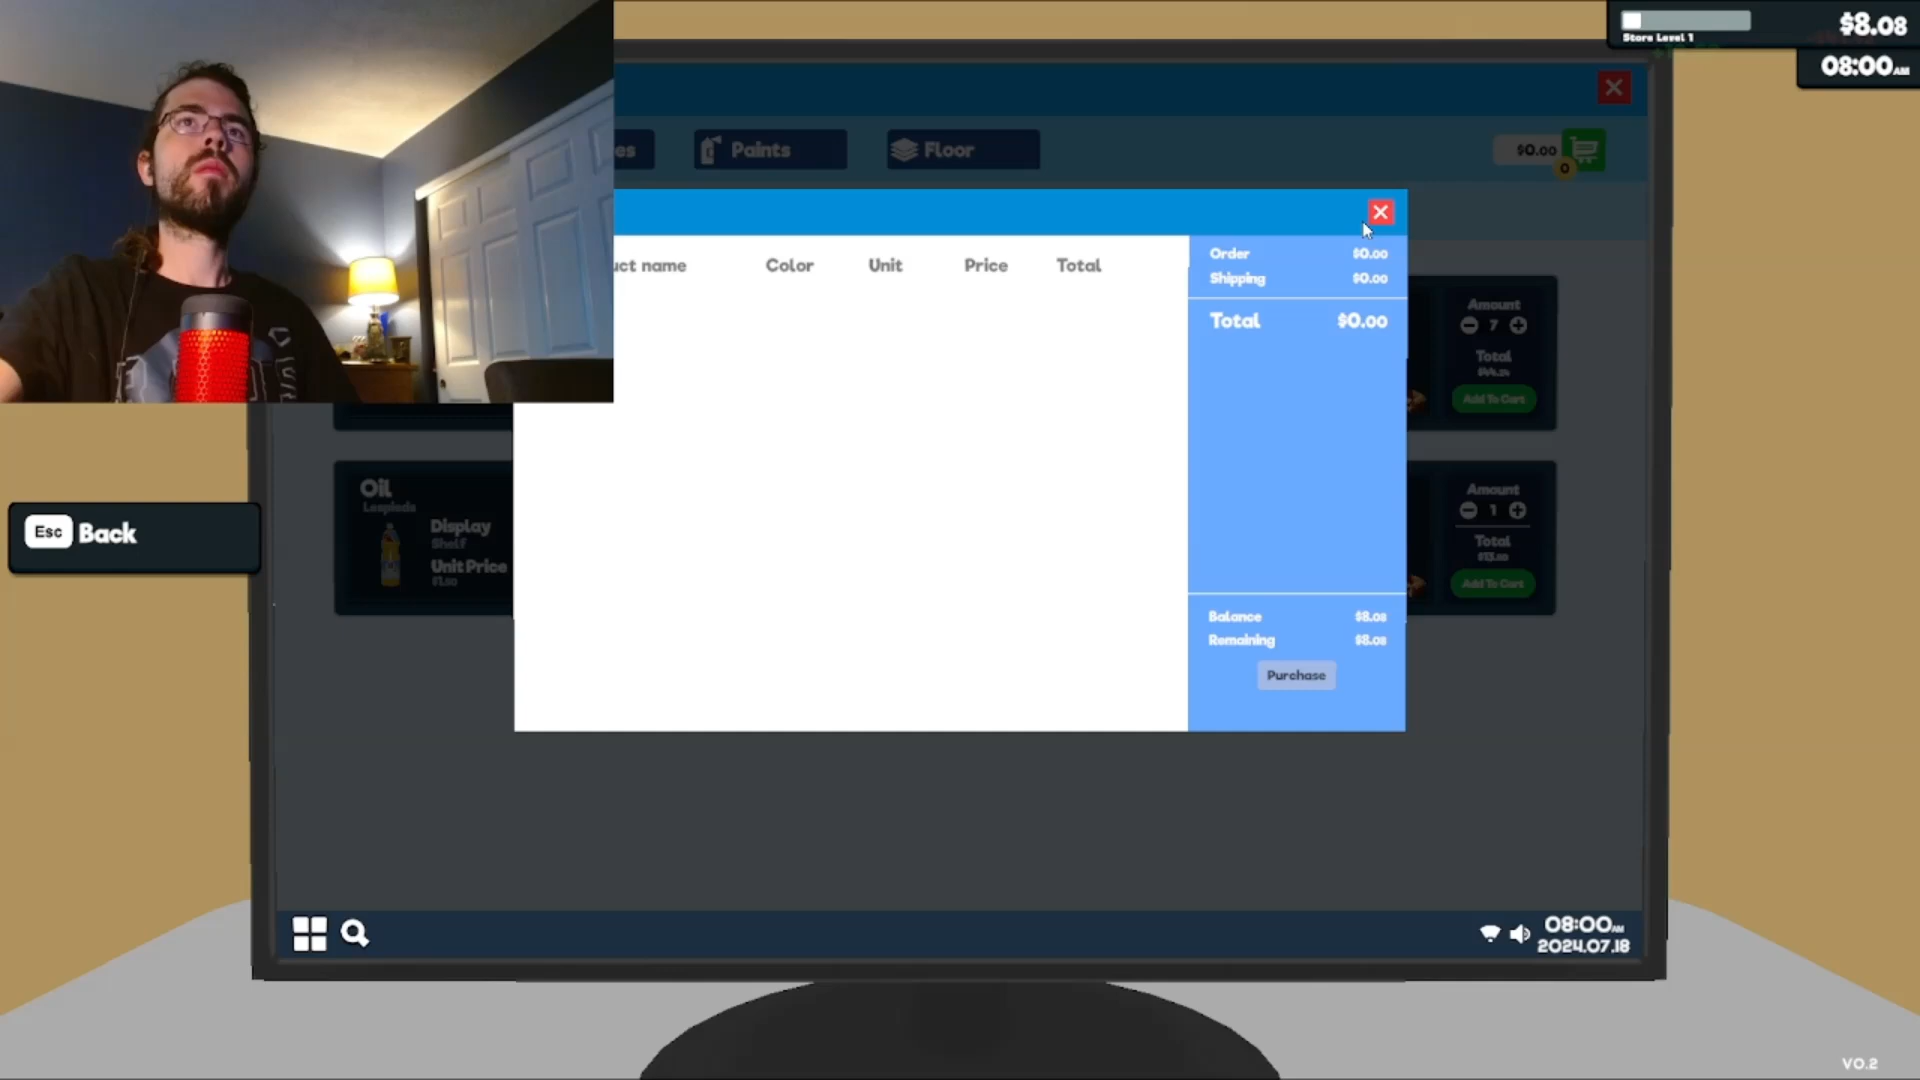 $8.08
Store Level 1
08:00AM
es
Paints
Floor
$0.00
0
uct name
Color
Unit
Price
Total
Order
$0.00
Shipping
$0.00
Total
$0.00
Amount
7
Total
Add To Cart
Oil
Display
Shelf
Unit Price
Amount
1
Total
Add To Cart
Esc Back
Balance
$8.08
Remaining
$8.08
Purchase
08:00AM
2024.07.18
V0.2